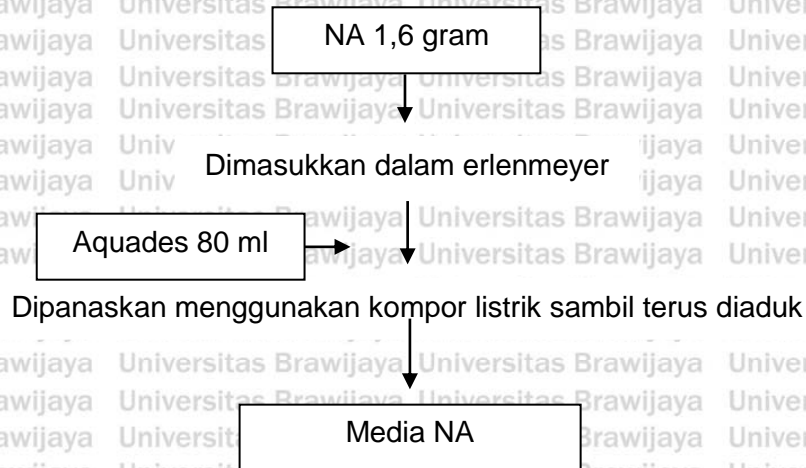 NA 1,6 gram
Dimasukkan dalam erlenmeyer
Aquades 80 ml
Dipanaskan menggunakan kompor listrik sambil terus diaduk
Media NA